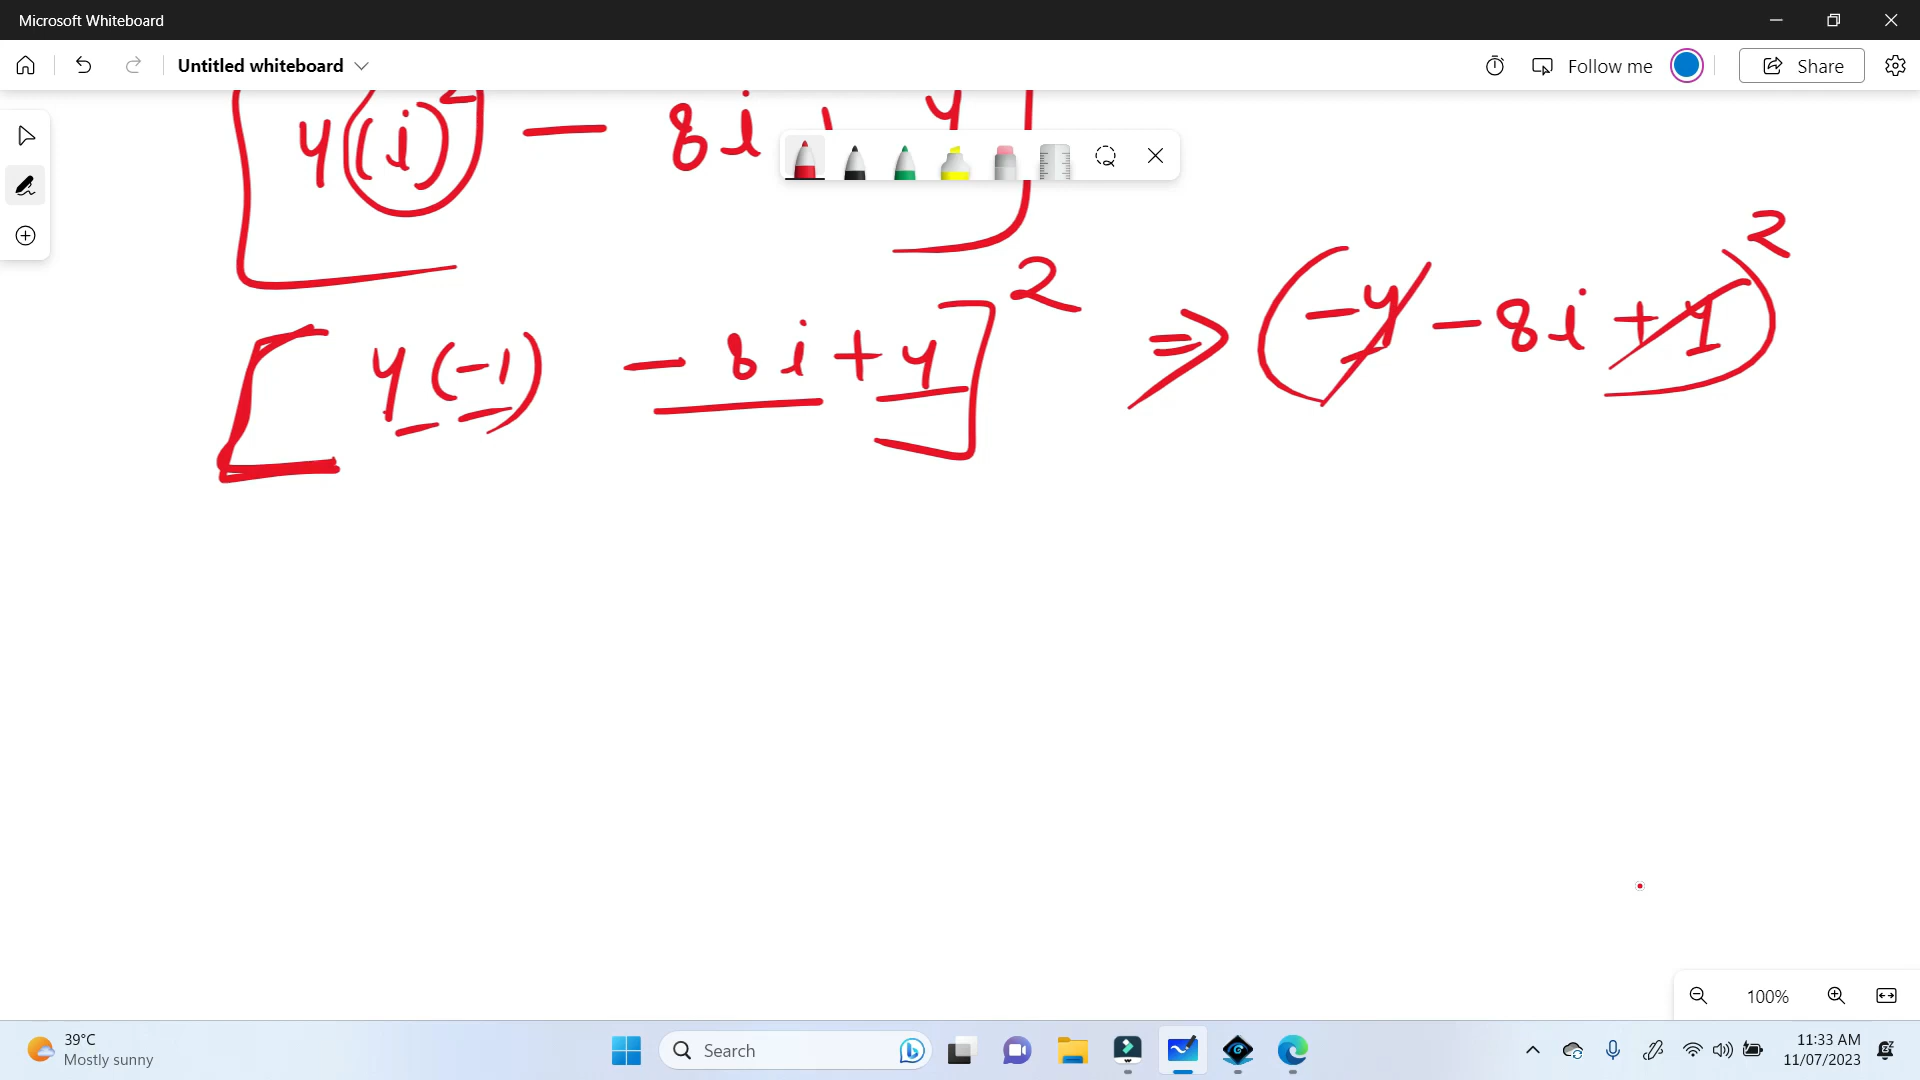 Microsoft Whiteboard
Untitled whiteboard
Follow me
Share
[4(i)² - 8i + 4]
[4(-1) - 8i + 4]² ⇒ (-4 - 8i + 4)²
100%
39°C
Mostly sunny
Search
11:33 AM
11/07/2023